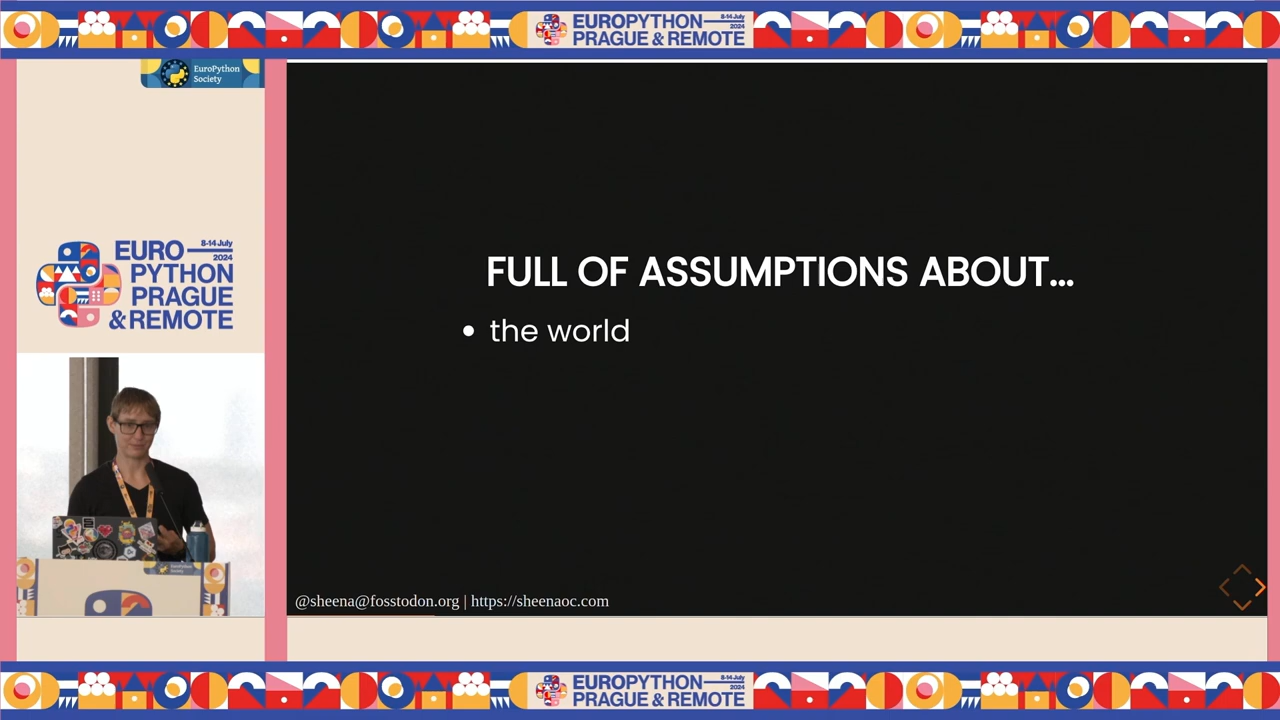 EUROPYTHON 8-14 July 2024
PRAGUE & REMOTE
EuroPython
Society
FULL OF ASSUMPTIONS ABOUT...
the world
EURO 8-14 July
2024
PYTHON
PRAGUE
& REMOTE
@sheena@fosstodon.org | https://sheenaoc.com
EUROPYTHON 8-14 July 2024
PRAGUE & REMOTE